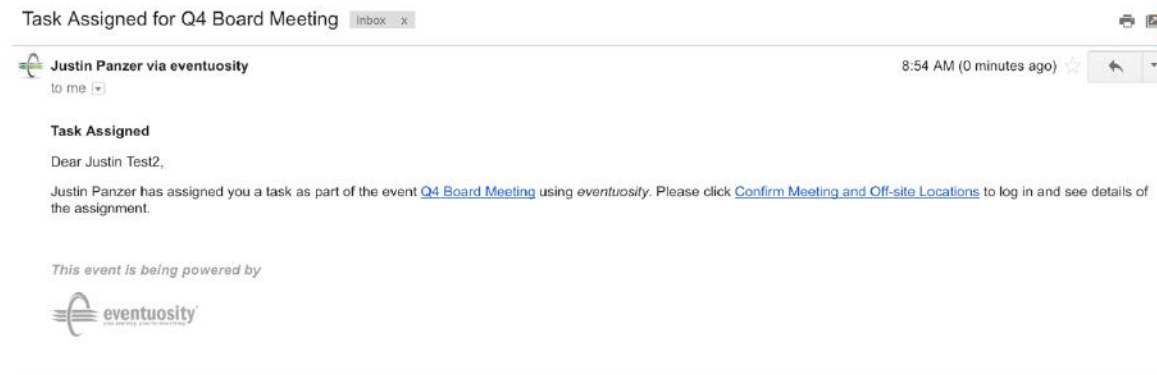 Task Assigned for Q4 Board Meeting Inbox x
Justin Panzer via eventuosity 8:54 AM (0 minutes ago)
to me
Task Assigned
Dear Justin Test2,
Justin Panzer has assigned you a task as part of the event Q4 Board Meeting using eventuosity. Please click Confirm Meeting and Off-site Locations to log in and see details of
the assignment.
This event is being powered by
eventuosity